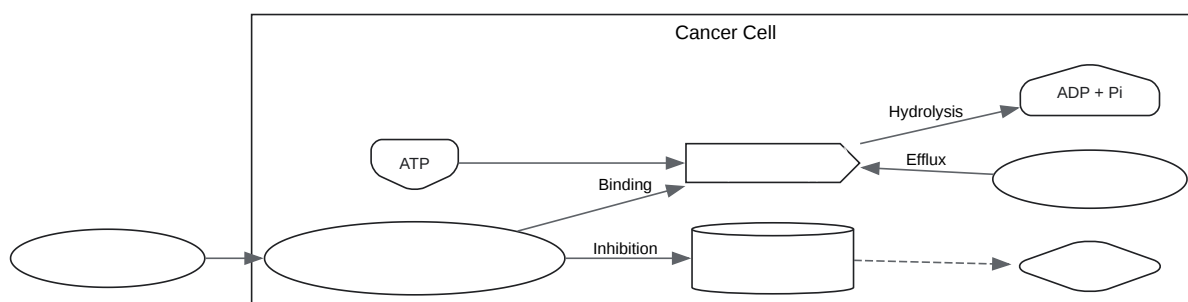 Cancer Cell
ADP + Pi
Hydrolysis
ATP
Efflux
Binding
Inhibition